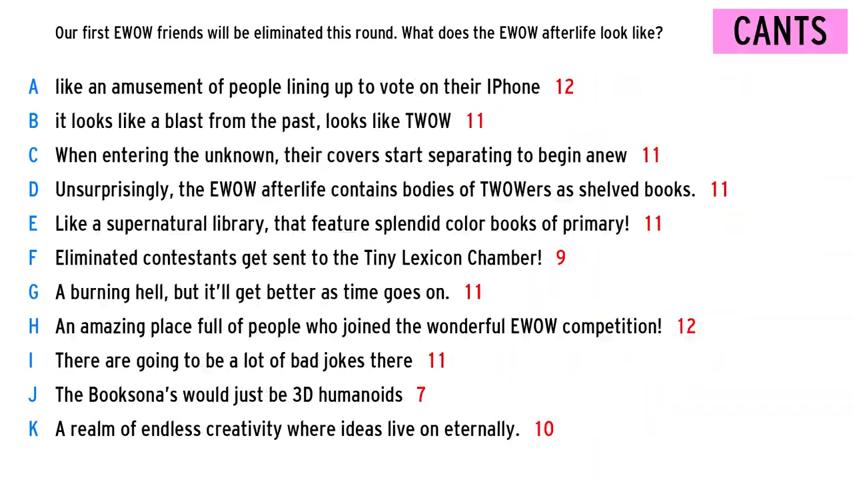 Our first EWOW friends will be eliminated this round. What does the EWOW afterlife look like?
CANTS
A like an amusement of people lining up to vote on their IPhone 12
B it looks like a blast from the past, looks like TWOW 11
C When entering the unknown, their covers start separating to begin anew 11
D Unsurprisingly, the EWOW afterlife contains bodies of TWOWers as shelved books. 11
E Like a supernatural library, that feature splendid color books of primary! 11
F Eliminated contestants get sent to the Tiny Lexicon Chamber! 9
G A burning hell, but it'll get better as time goes on. 11
H An amazing place full of people who joined the wonderful EWOW competition! 12
I There are going to be a lot of bad jokes there 11
J The Booksona's would just be 3D humanoids 7
K A realm of endless creativity where ideas live on eternally. 10